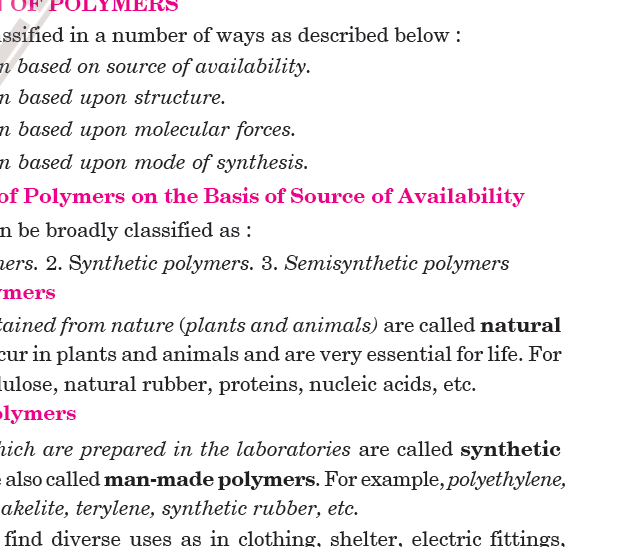 OF POLYMERS
ssified in a number of ways as described below :
n based on source of availability.
n based upon structure.
n based upon molecular forces.
n based upon mode of synthesis.
of Polymers on the Basis of Source of Availability
n be broadly classified as :
ners. 2. Synthetic polymers. 3. Semisynthetic polymers
ymers
tained from nature (plants and animals) are called natural
cur in plants and animals and are very essential for life. For
lulose, natural rubber, proteins, nucleic acids, etc.
olymers
hich are prepared in the laboratories are called synthetic
also called man-made polymers. For example, polyethylene,
akelite, terylene, synthetic rubber, etc.
find diverse uses as in clothing, shelter, electric fittings,